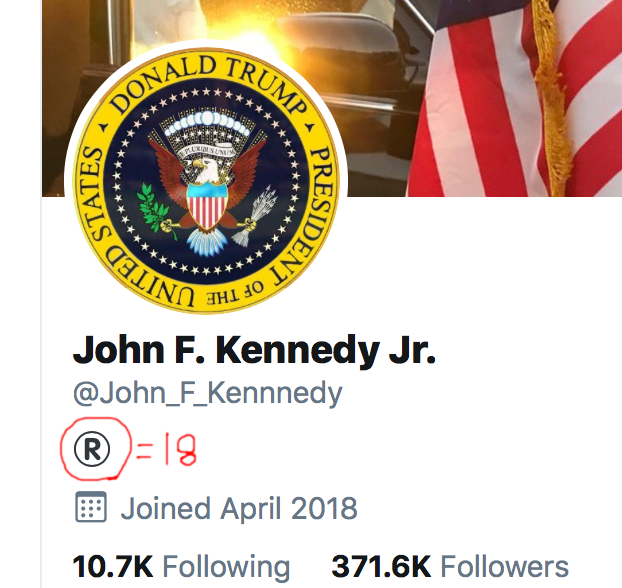 DONALD TRUMP
PRESIDENT OF THE UNITED STATES
E PLURIBUS UNUM
John F. Kennedy Jr.
@John_F_Kennnedy
® = 18
Joined April 2018
10.7K Following 371.6K Followers